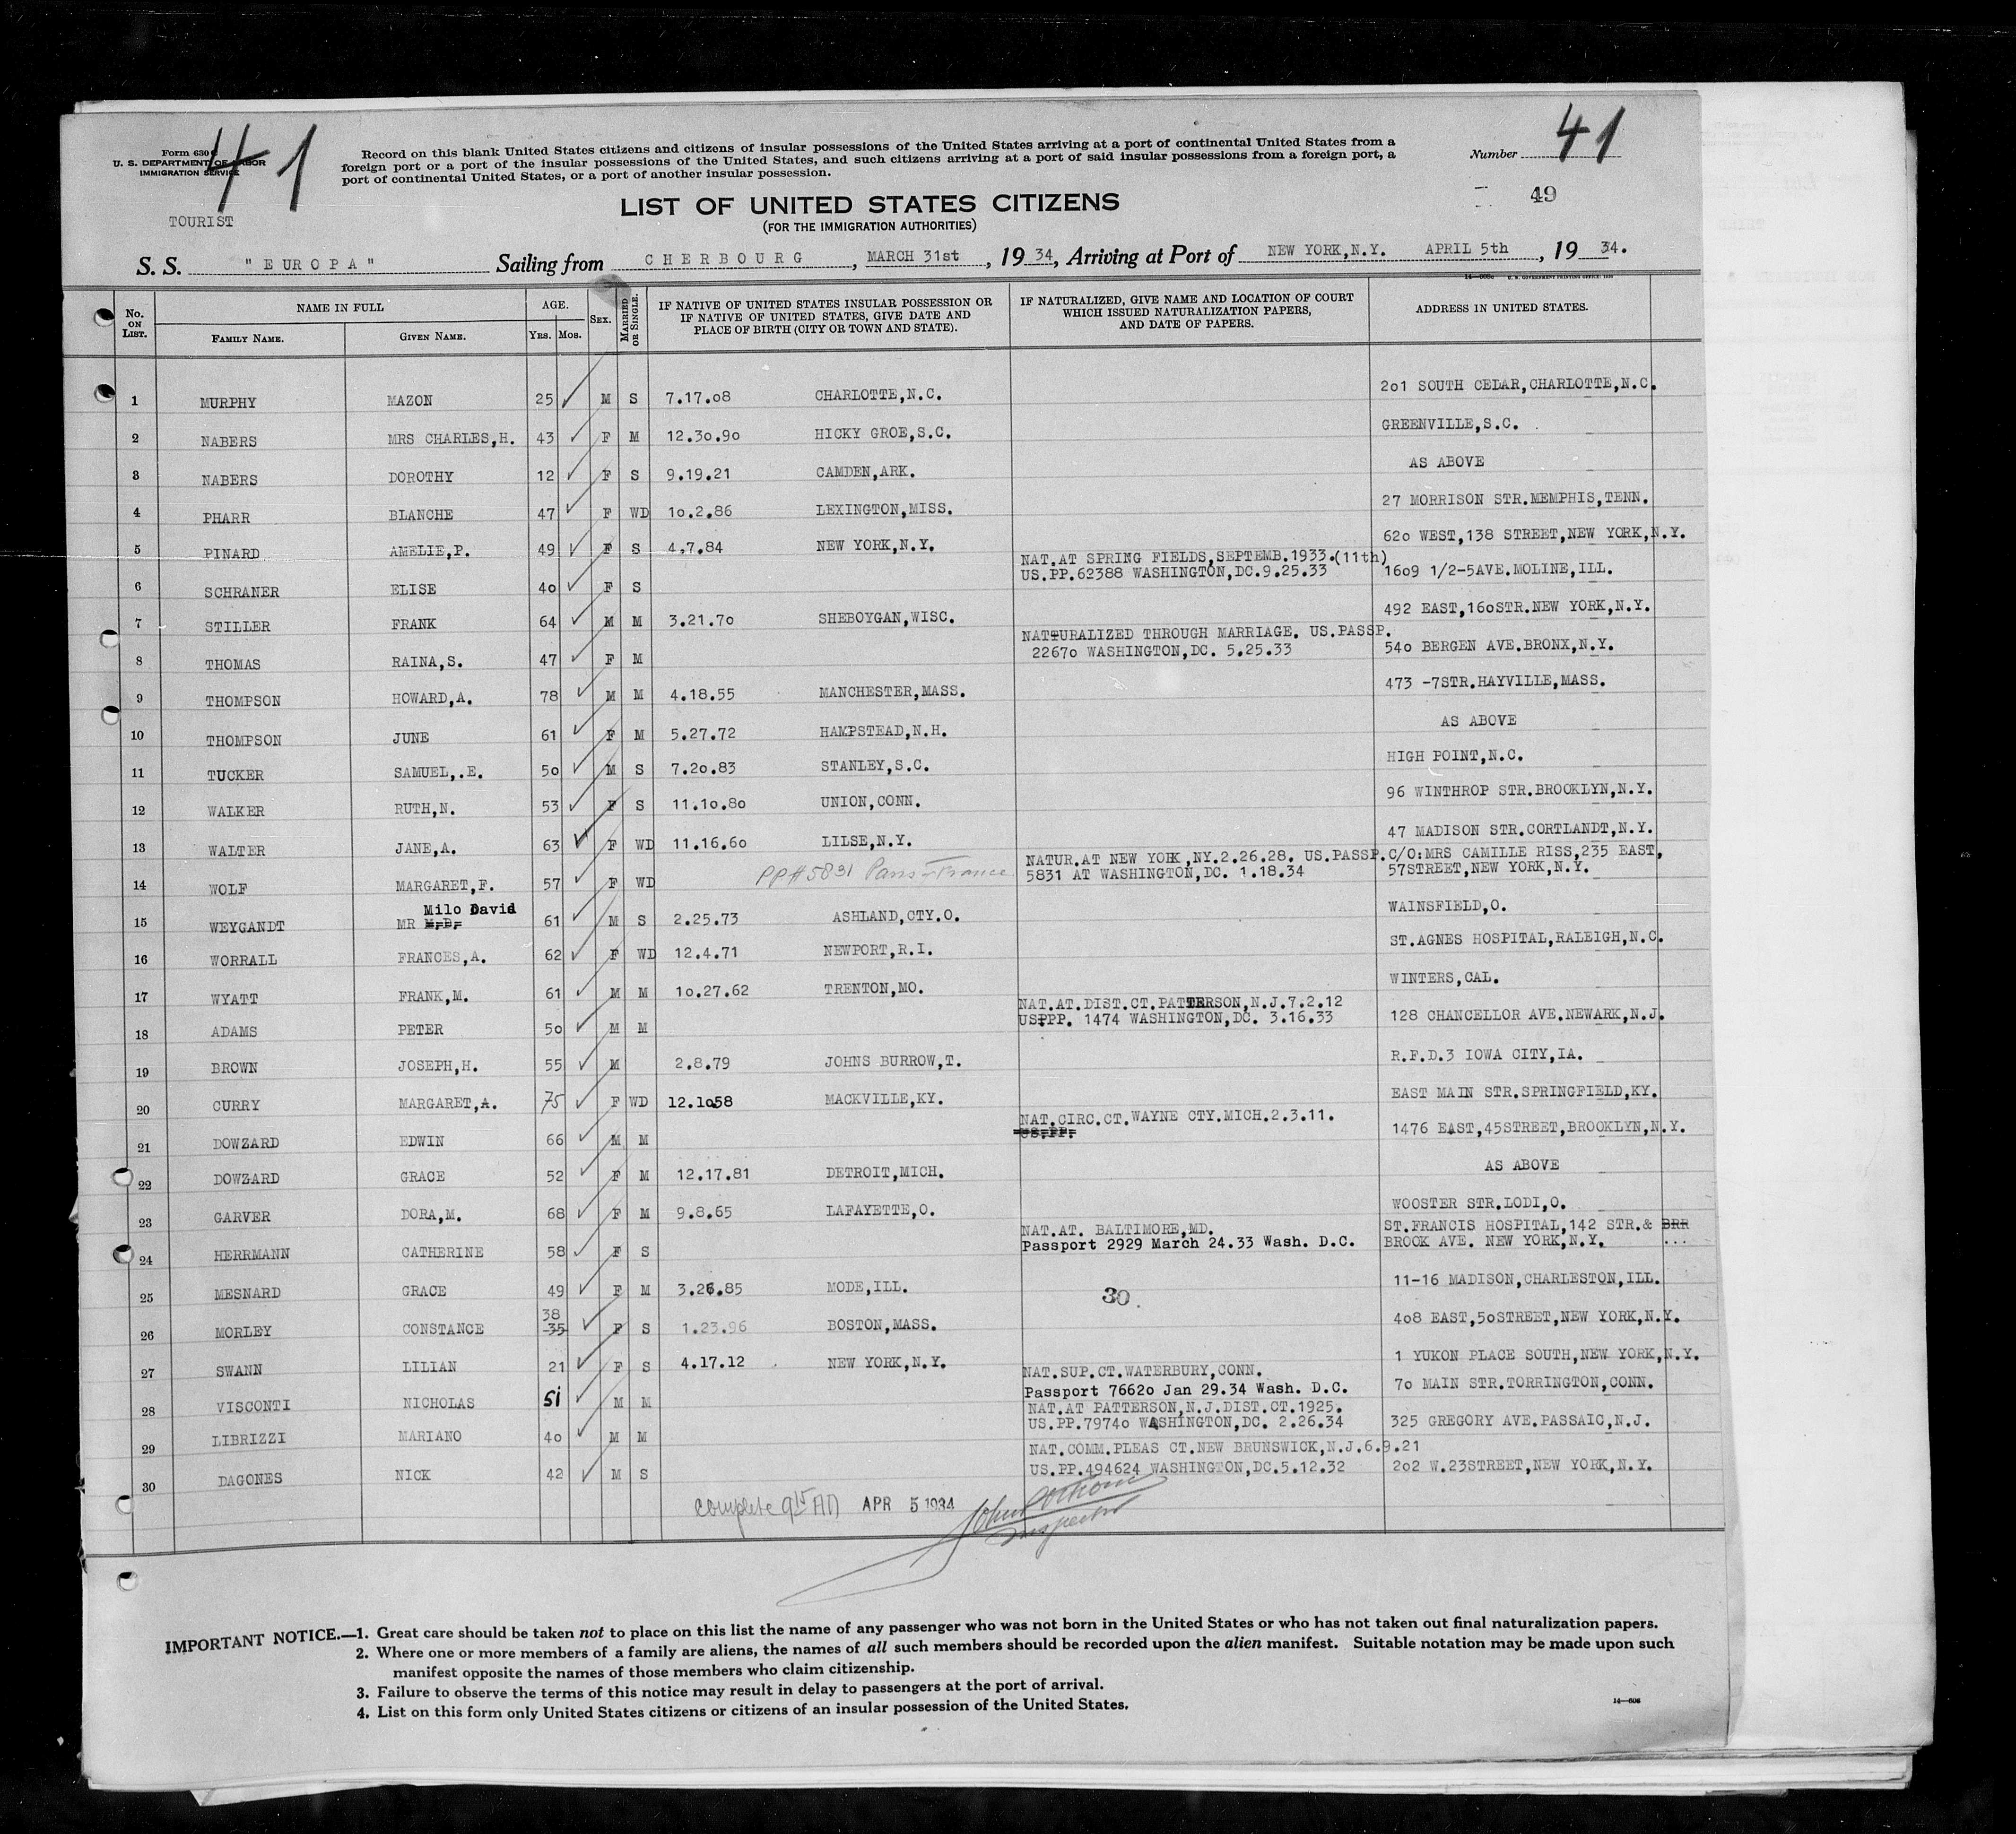 41
41
Form 630
U. S. DEPARTMENT OF LABOR
IMMIGRATION SERVICE
TOURIST
Record on this blank United States citizens and citizens of insular possessions of the United States arriving at a port of continental United States from a
foreign port or a port of the insular possessions of the United States, and such citizens arriving at a port of said insular possessions from a foreign port, a
port of continental United States, or a port of another insular possession.
Number
49
LIST OF UNITED STATES CITIZENS
(FOR THE IMMIGRATION AUTHORITIES)
S. S. "EUROPA" Sailing from CHERBOURG, MARCH 31st, 19 34, Arriving at Port of NEW YORK,N.Y. APRIL 5th, 19 34.
No. ON LIST. NAME IN FULL FAMILY NAME. GIVEN NAME. AGE. YRS. MOS. SEX. MARRIED OR SINGLE. IF NATIVE OF UNITED STATES INSULAR POSSESSION OR IF NATIVE OF UNITED STATES, GIVE DATE AND PLACE OF BIRTH (CITY OR TOWN AND STATE). IF NATURALIZED, GIVE NAME AND LOCATION OF COURT WHICH ISSUED NATURALIZATION PAPERS, AND DATE OF PAPERS. ADDRESS IN UNITED STATES.
1 MURPHY MAZON 25 M S 7.17.08 CHARLOTTE,N.C. 201 SOUTH CEDAR,CHARLOTTE,N.C.
2 NABERS MRS CHARLES,H. 43 F M 12.30.90 HICKY GROE,S.C. GREENVILLE,S.C.
3 NABERS DOROTHY 12 F S 9.19.21 CAMDEN,ARK. AS ABOVE
4 PHARR BLANCHE 47 F WD 10.2.86 LEXINGTON,MISS. 27 MORRISON STR.MEMPHIS,TENN.
5 PINARD AMELIE,P. 49 F S 4.7.84 NEW YORK,N.Y. 620 WEST,138 STREET,NEW YORK,N.Y.
NAT.AT SPRING FIELDS,SEPTEMB.1933.(11th)
6 SCHRANER ELISE 40 F S US.PP.62388 WASHINGTON,DC.9.25.33 1609 1/2-5AVE.MOLINE,ILL.
7 STILLER FRANK 64 M M 3.21.70 SHEBOYGAN,WISC. 492 EAST,160STR.NEW YORK,N.Y.
NATTURALIZED THROUGH MARRIAGE. US.PASSP.
8 THOMAS RAINA,S. 47 F M 22670 WASHINGTON,DC. 5.25.33 540 BERGEN AVE.BRONX,N.Y.
9 THOMPSON HOWARD,A. 78 M M 4.18.55 MANCHESTER,MASS. 473 -7STR.HAYVILLE,MASS.
10 THOMPSON JUNE 61 F M 5.27.72 HAMPSTEAD,N.H. AS ABOVE
11 TUCKER SAMUEL,.E. 50 M S 7.20.83 STANLEY,S.C. HIGH POINT,N.C.
12 WALKER RUTH,N. 53 F S 11.10.80 UNION,CONN. 96 WINTHROP STR.BROOKLYN,N.Y.
13 WALTER JANE,A. 63 F WD 11.16.60 LILSE,N.Y. 47 MADISON STR.CORTLANDT,N.Y.
NATUR.AT NEW YORK,NY.2.26.28. US.PASSP. C/O:MRS CAMILLE RISS,235 EAST,
14 WOLF MARGARET,F. 57 F WD PP#5831 Paris-France 5831 AT WASHINGTON,DC. 1.18.34 57STREET,NEW YORK,N.Y.
Milo David
15 WEYGANDT MR M.D. 61 M S 2.25.73 ASHLAND,CTY.O. WAINSFIELD,O.
16 WORRALL FRANCES,A. 62 F WD 12.4.71 NEWPORT,R.I. ST.AGNES HOSPITAL,RALEIGH,N.C.
17 WYATT FRANK,M. 61 M M 10.27.62 TRENTON,MO. WINTERS,CAL.
NAT.AT.DIST.CT.PATTERSON,N.J.7.2.12
18 ADAMS PETER 50 M M USPPP. 1474 WASHINGTON,DC. 3.16.33 128 CHANCELLOR AVE.NEWARK,N.J.
19 BROWN JOSEPH,H. 55 M 2.8.79 JOHNS BURROW,T. R.F.D.3 IOWA CITY,IA.
20 CURRY MARGARET,A. 75 F WD 12.1058 MACKVILLE,KY. EAST MAIN STR.SPRINGFIELD,KY.
NAT.CIRC.CT.WAYNE CTY.MICH.2.3.11.
21 DOWZARD EDWIN 66 M M US.PP. 1476 EAST,45STREET,BROOKLYN,N.Y.
22 DOWZARD GRACE 52 F M 12.17.81 DETROIT,MICH. AS ABOVE
23 GARVER DORA,M. 68 F M 9.8.65 LAFAYETTE,O. WOOSTER STR.LODI,O.
NAT.AT. BALTIMORE,MD. ST.FRANCIS HOSPITAL,142 STR.& BRR
24 HERRMANN CATHERINE 58 F S Passport 2929 March 24.33 Wash. D.C. BROOK AVE. NEW YORK,N.Y. ...
25 MESNARD GRACE 49 F M 3.26.85 MODE,ILL. 30. 11-16 MADISON,CHARLESTON,ILL.
38
26 MORLEY CONSTANCE 35 F S 1.23.96 BOSTON,MASS. 408 EAST,50STREET,NEW YORK,N.Y.
27 SWANN LILIAN 21 F S 4.17.12 NEW YORK,N.Y. 1 YUKON PLACE SOUTH,NEW YORK,N.Y.
NAT.SUP.CT.WATERBURY,CONN.
28 VISCONTI NICHOLAS 51 M M Passport 76620 Jan 29.34 Wash. D.C. 70 MAIN STR.TORRINGTON,CONN.
NAT.AT PATTERSON,N.J.DIST.CT.1925.
29 LIBRIZZI MARIANO 40 M M US.PP.79740 WASHINGTON,DC. 2.26.34 325 GREGORY AVE.PASSAIC,N.J.
NAT.COMM.PLEAS CT.NEW BRUNSWICK,N.J.6.9.21
30 DAGONES NICK 42 M S US.PP.494624 WASHINGTON,DC.5.12.32 202 W.23STREET,NEW YORK,N.Y.
complete 9 15 AM APR 5 1934 John
Inspector
IMPORTANT NOTICE.—1. Great care should be taken not to place on this list the name of any passenger who was not born in the United States or who has not taken out final naturalization papers.
2. Where one or more members of a family are aliens, the names of all such members should be recorded upon the alien manifest. Suitable notation may be made upon such
manifest opposite the names of those members who claim citizenship.
3. Failure to observe the terms of this notice may result in delay to passengers at the port of arrival.
4. List on this form only United States citizens or citizens of an insular possession of the United States.
14—606